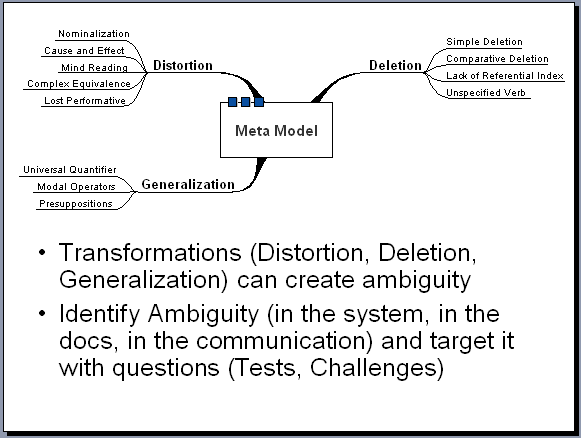 Nominalization
Cause and Effect
Mind Reading
Complex Equivalence
Lost Performative
Distortion
Deletion
Simple Deletion
Comparative Deletion
Lack of Referential Index
Unspecified Verb
Meta Model
Universal Quantifier
Modal Operators
Presuppositions
Generalization
• Transformations (Distortion, Deletion,
Generalization) can create ambiguity
• Identify Ambiguity (in the system, in the
docs, in the communication) and target it
with questions (Tests, Challenges)